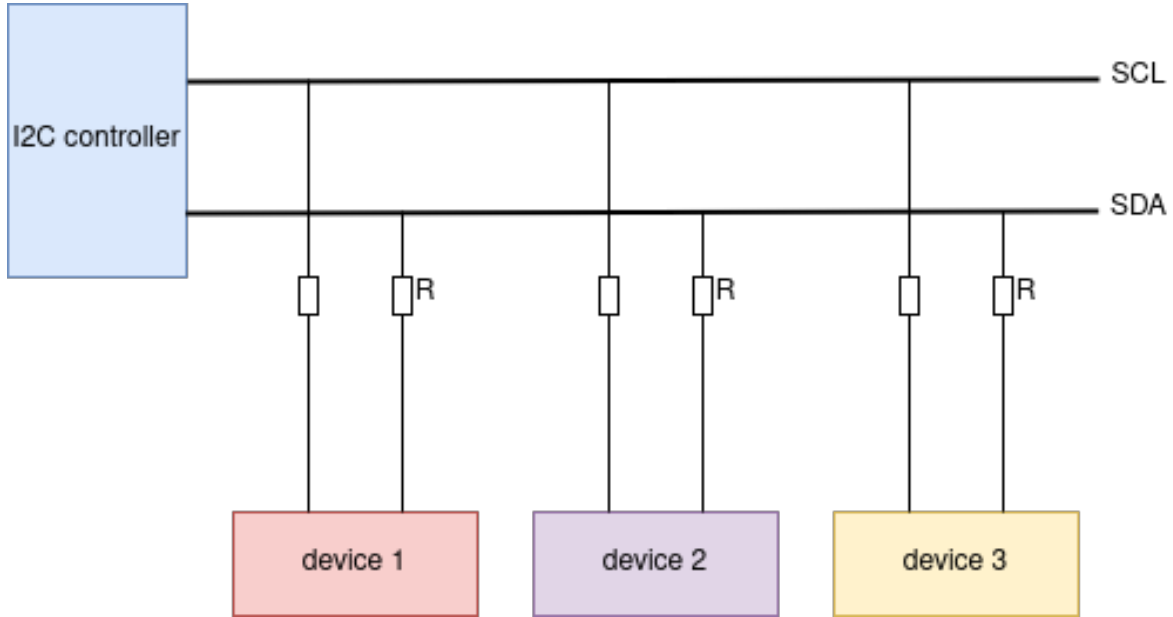 SCL
I2C controller
SDA
R
R
R
device 1
device 2
device 3